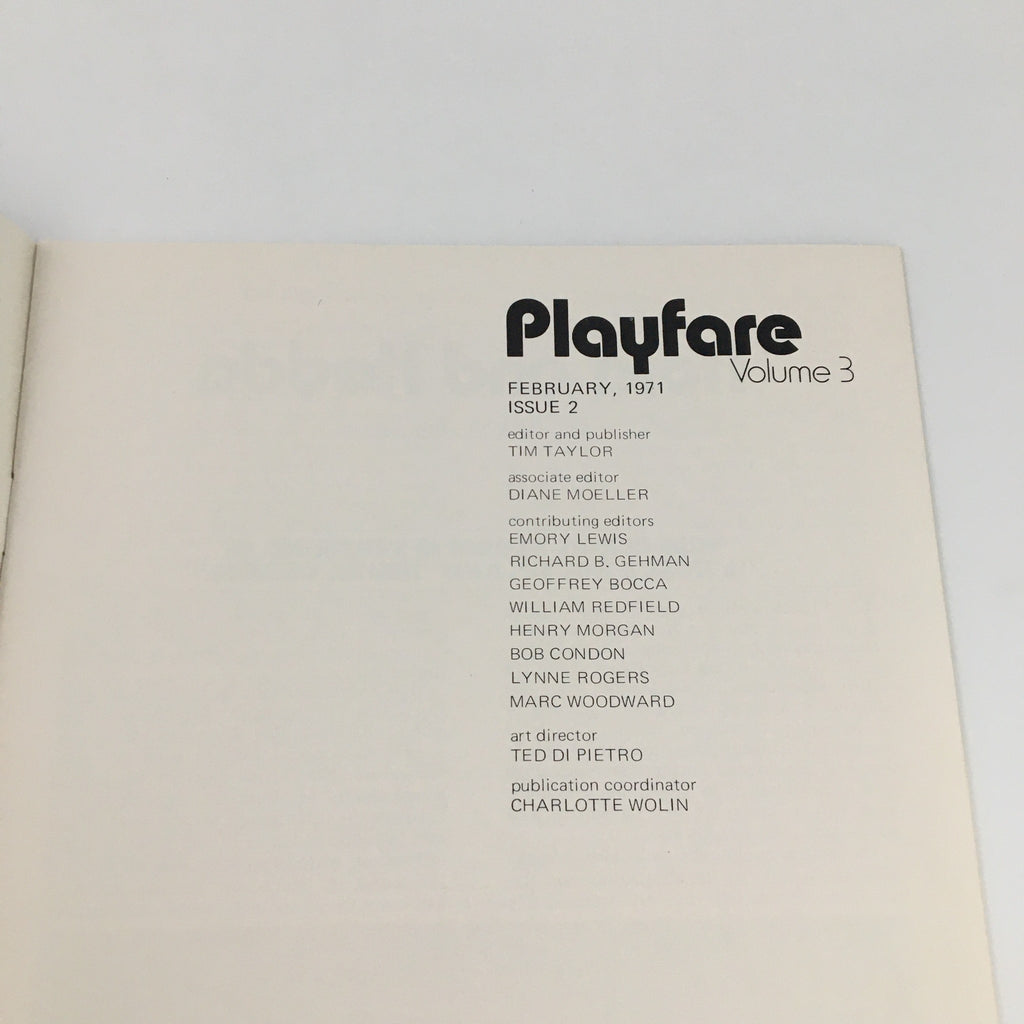 Playfare
Volume 3
FEBRUARY, 1971
ISSUE 2
editor and publisher
TIM TAYLOR
associate editor
DIANE MOELLER
contributing editors
EMORY LEWIS
RICHARD B. GEHMAN
GEOFFREY BOCCA
WILLIAM REDFIELD
HENRY MORGAN
BOB CONDON
LYNNE ROGERS
MARC WOODWARD
art director
TED DI PIETRO
publication coordinator
CHARLOTTE WOLIN